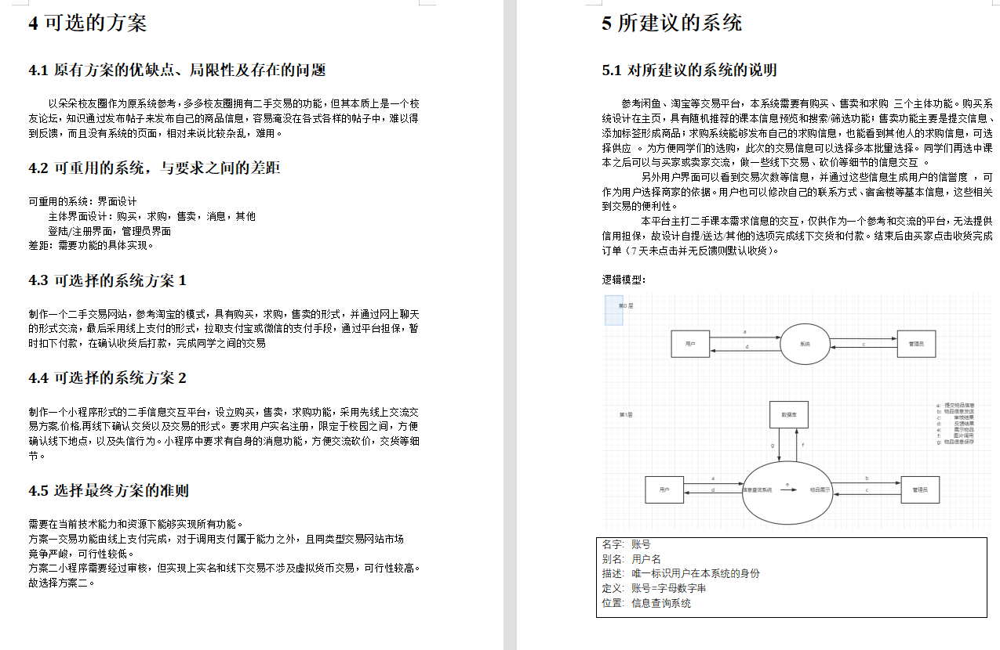 4 可选的方案
4.1 原有方案的优缺点、局限性及存在的问题
以朵朵校友圈作为原系统参考，多多校友圈拥有二手交易的功能，但其本质上是一个校
友论坛，知识通过发布帖子来发布自己的商品信息，容易淹没在各式各样的帖子中，难以得
到反馈，而且没有系统的页面，相对来说比较杂乱，难用。
4.2 可重用的系统，与要求之间的差距
可重用的系统：界面设计
主体界面设计：购买，求购，售卖，消息，其他
登陆/注册界面，管理员界面
差距：需要功能的具体实现。
4.3 可选择的系统方案 1
制作一个二手交易网站，参考淘宝的模式，具有购买，求购，售卖的形式，并通过网上聊天
的形式交流，最后采用线上支付的形式，拉取支付宝或微信的支付手段，通过平台担保，暂
时扣下付款，在确认收货后打款，完成同学之间的交易
4.4 可选择的系统方案 2
制作一个小程序形式的二手信息交互平台，设立购买，售卖，求购功能，采用先线上交流交
易方案,价格,再线下确认交货以及交易的形式。要求用户实名注册，限定于校园之间，方便
确认线下地点，以及失信行为。小程序中要求有自身的消息功能，方便交流砍价，交货等细
节。
4.5 选择最终方案的准则
需要在当前技术能力和资源下能够实现所有功能。
方案一交易功能由线上支付完成，对于调用支付属于能力之外，且同类型交易网站市场
竞争严峻，可行性较低。
方案二小程序需要经过审核，但实现上实名和线下交易不涉及虚拟货币交易，可行性较高。
故选择方案二。
5 所建议的系统
5.1 对所建议的系统的说明
参考闲鱼、淘宝等交易平台，本系统需要有购买、售卖和求购 三个主体功能。购买系
统设计在主页，具有随机推荐的课本信息预览和搜索/筛选功能；售卖功能主要是提交信息、
添加标签形成商品；求购系统能够发布自己的求购信息，也能看到其他人的求购信息，可选
择供应 。为方便同学们的选购，此次的交易信息可以选择多本批量选择。同学们再选中课
本之后可以与买家或卖家交流，做一些线下交易、砍价等细节的信息交互 。
另外用户界面可以看到交易次数等信息，并通过这些信息生成用户的信誉度 ，可
作为用户选择商家的依据。用户也可以修改自己的联系方式、宿舍楼等基本信息，这些相关
到交易的便利性。
本平台主打二手课本需求信息的交互，仅供作为一个参考和交流的平台，无法提供
信用担保，故设计自提/送达/其他的选项完成线下交货和付款。结束后由买家点击收货完成
订单（7 天未点击并无反馈则默认收货）。
逻辑模型：
第0 层
用户
a
d
系统
c
管理员
第1层
数据库
a: 提交物品信息
b: 物品信息发送
c: 审核结果
d: 反馈结果
e: 展示物品
f: 图片调用
g: 物品信息保存
g
f
用户
a
d
信息查询系统
e
物品展示
b
c
管理员
名字： 账号
别名： 用户名
描述： 唯一标识用户在本系统的身份
定义： 账号=字母数字串
位置： 信息查询系统